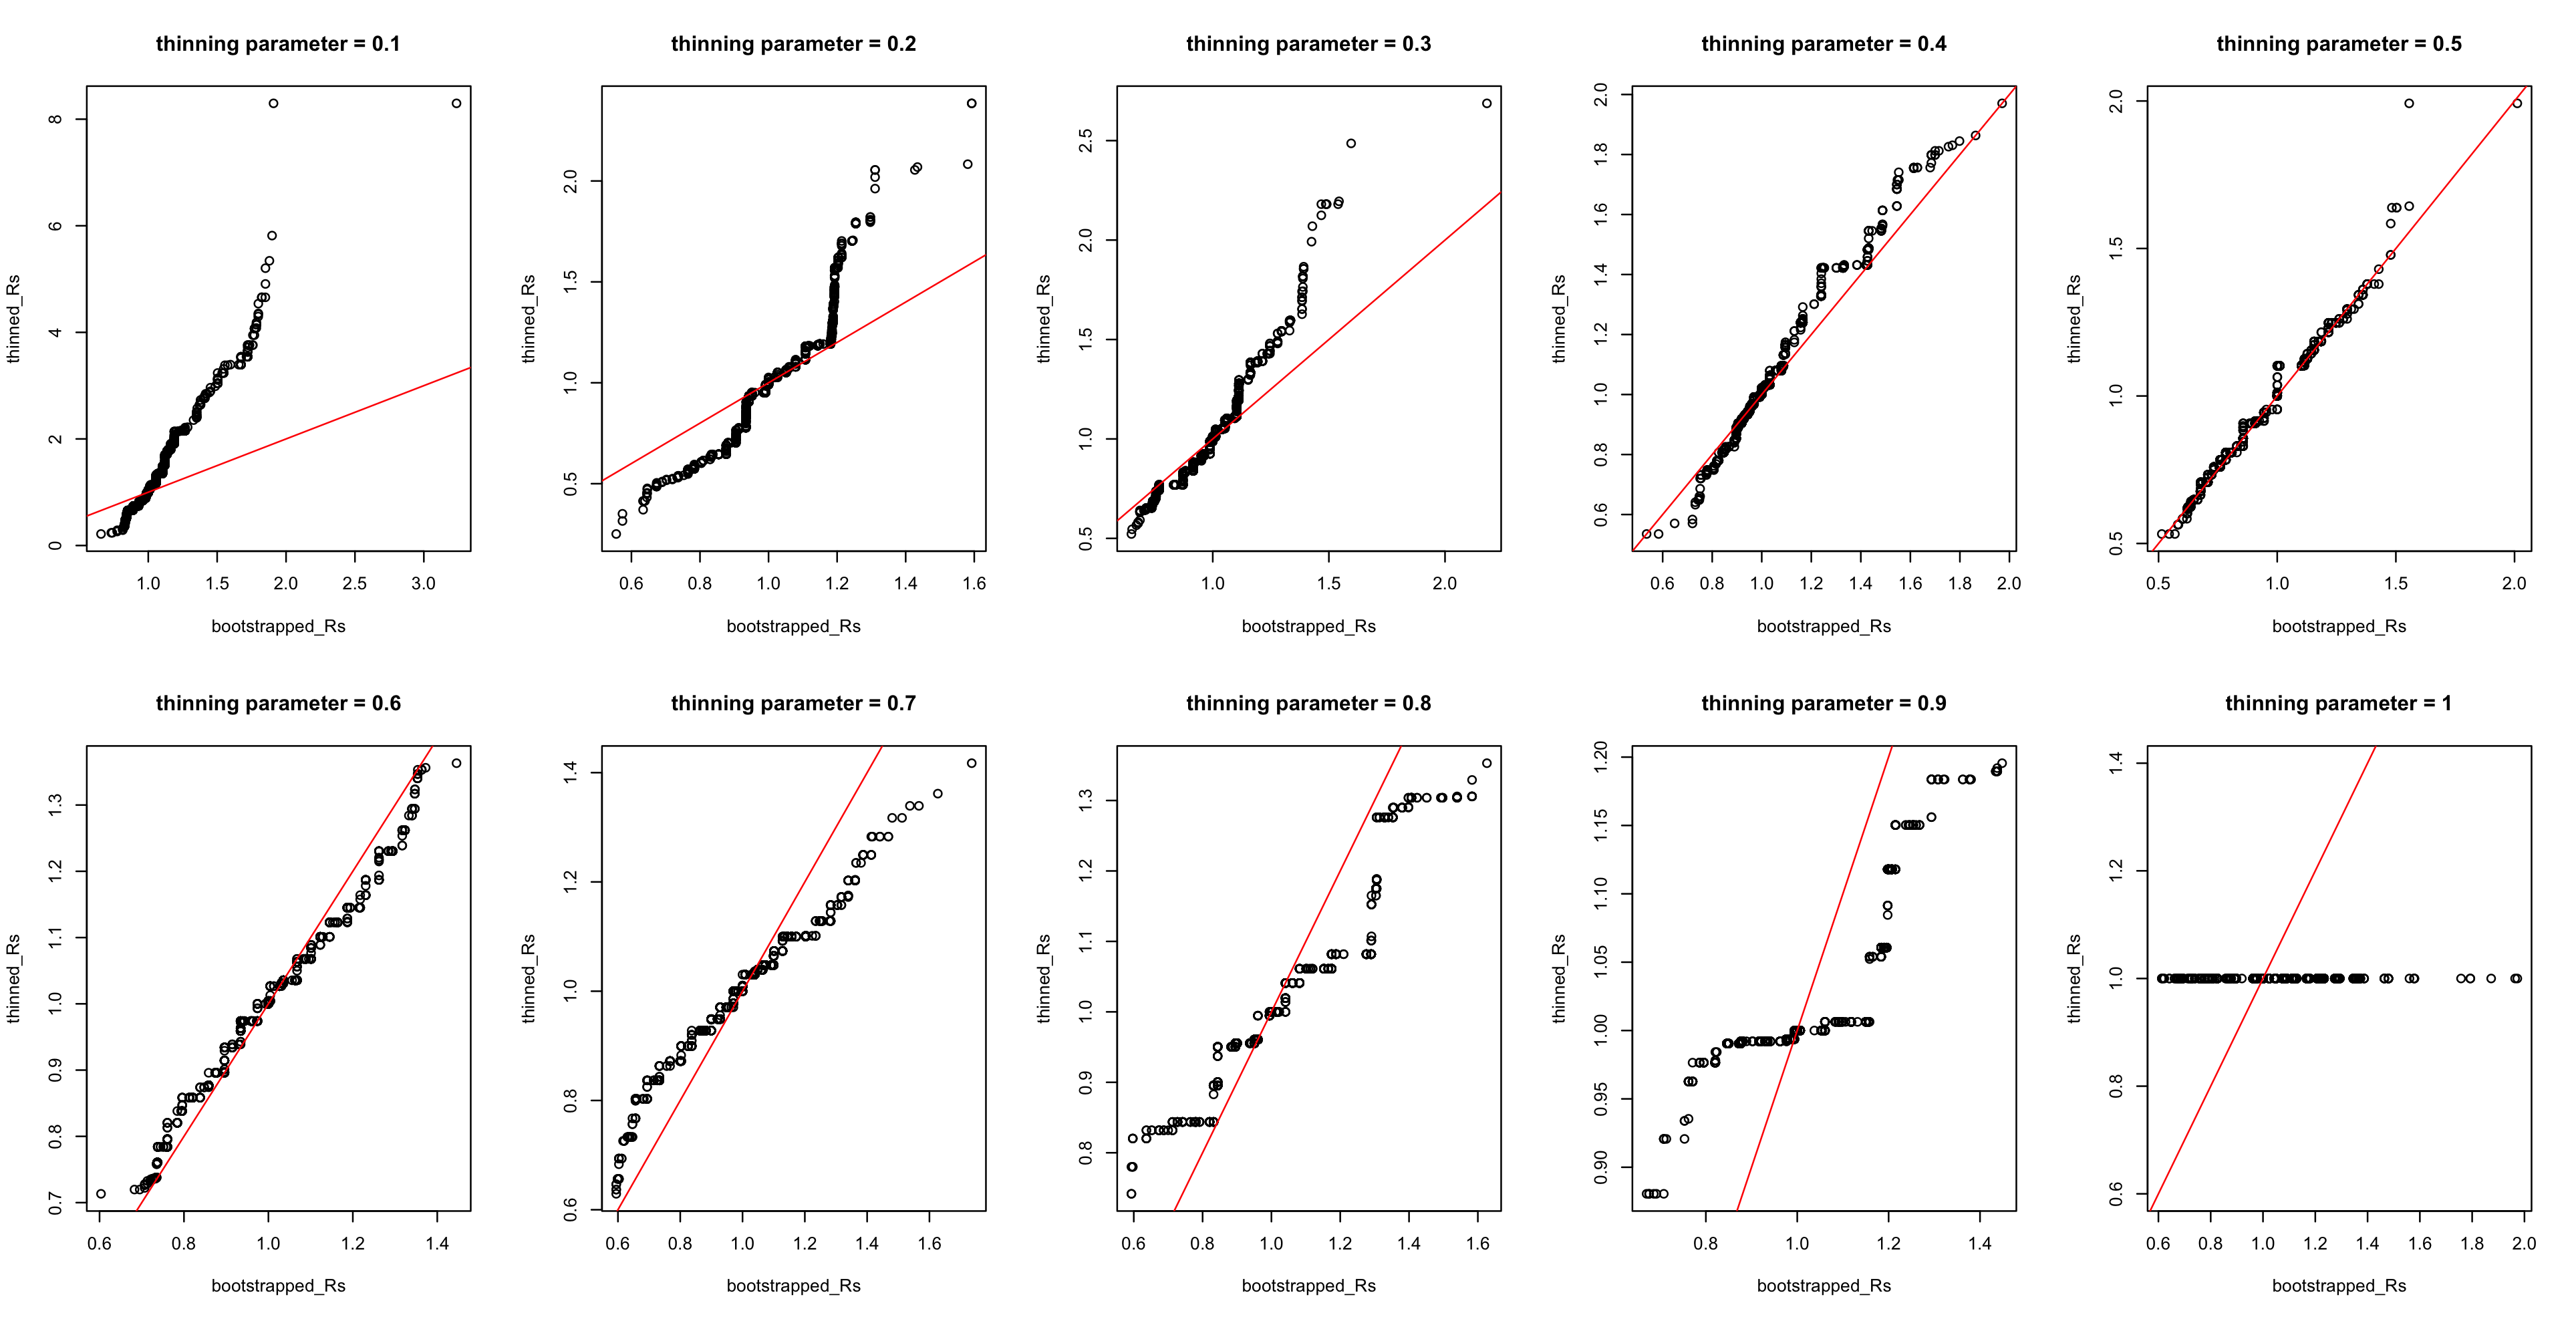 thinning parameter = 0.1
thinned_Rs
0 2 4 6 8
1.0 1.5 2.0 2.5 3.0
bootstrapped_Rs
thinning parameter = 0.2
thinned_Rs
0.5 1.0 1.5 2.0
0.6 0.8 1.0 1.2 1.4 1.6
bootstrapped_Rs
thinning parameter = 0.3
thinned_Rs
0.5 1.0 1.5 2.0 2.5
1.0 1.5 2.0
bootstrapped_Rs
thinning parameter = 0.4
thinned_Rs
0.6 0.8 1.0 1.2 1.4 1.6 1.8 2.0
0.6 0.8 1.0 1.2 1.4 1.6 1.8 2.0
bootstrapped_Rs
thinning parameter = 0.5
thinned_Rs
0.5 1.0 1.5 2.0
0.5 1.0 1.5 2.0
bootstrapped_Rs
thinning parameter = 0.6
thinned_Rs
0.7 0.8 0.9 1.0 1.1 1.2 1.3
0.6 0.8 1.0 1.2 1.4
bootstrapped_Rs
thinning parameter = 0.7
thinned_Rs
0.6 0.8 1.0 1.2 1.4
0.6 0.8 1.0 1.2 1.4 1.6
bootstrapped_Rs
thinning parameter = 0.8
thinned_Rs
0.8 0.9 1.0 1.1 1.2 1.3
0.6 0.8 1.0 1.2 1.4 1.6
bootstrapped_Rs
thinning parameter = 0.9
thinned_Rs
0.90 0.95 1.00 1.05 1.10 1.15 1.20
0.8 1.0 1.2 1.4
bootstrapped_Rs
thinning parameter = 1
thinned_Rs
0.6 0.8 1.0 1.2 1.4
0.6 0.8 1.0 1.2 1.4 1.6 1.8 2.0
bootstrapped_Rs